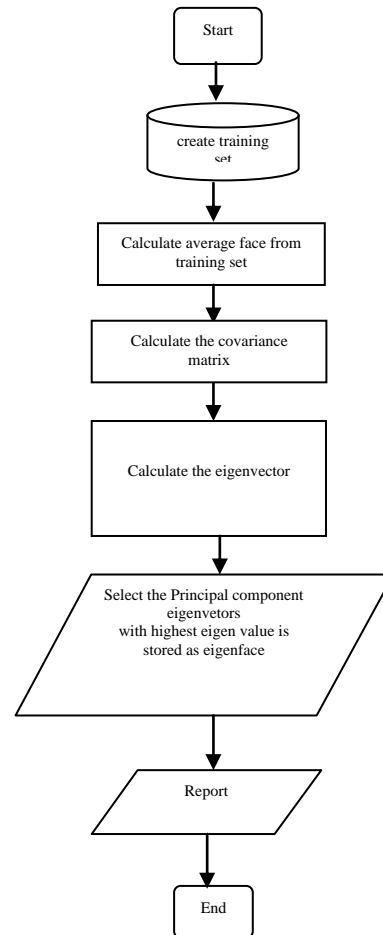 Start
create training
set
Calculate average face from
training set
Calculate the covariance
matrix
Calculate the eigenvector
Select the Principal component
eigenvetors
with highest eigen value is
stored as eigenface
Report
End